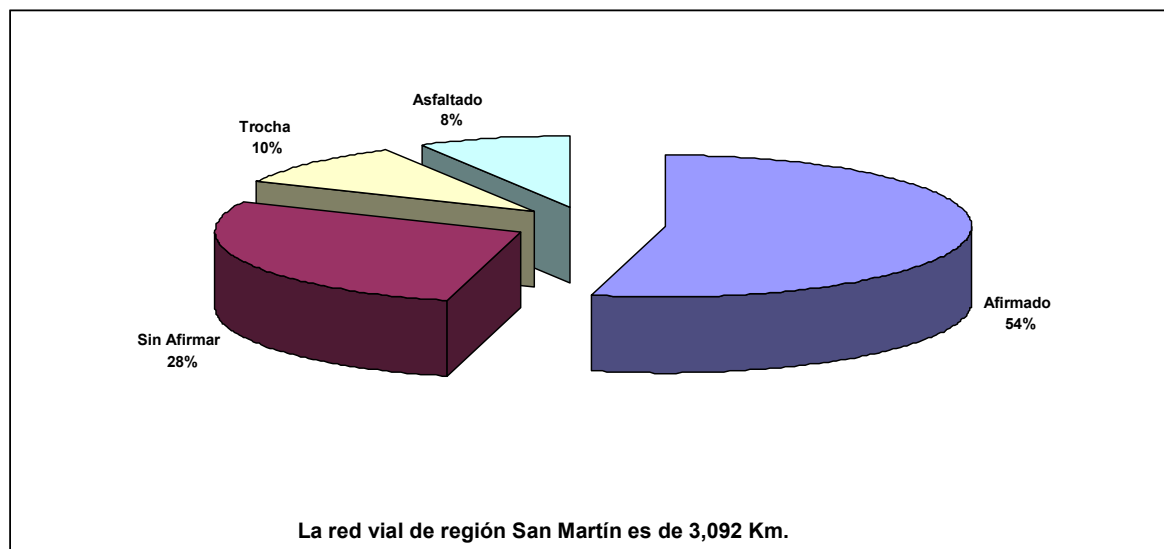 Asfaltado
8%
Trocha
10%
Afirmado
54%
Sin Afirmar
28%
La red vial de región San Martín es de 3,092 Km.